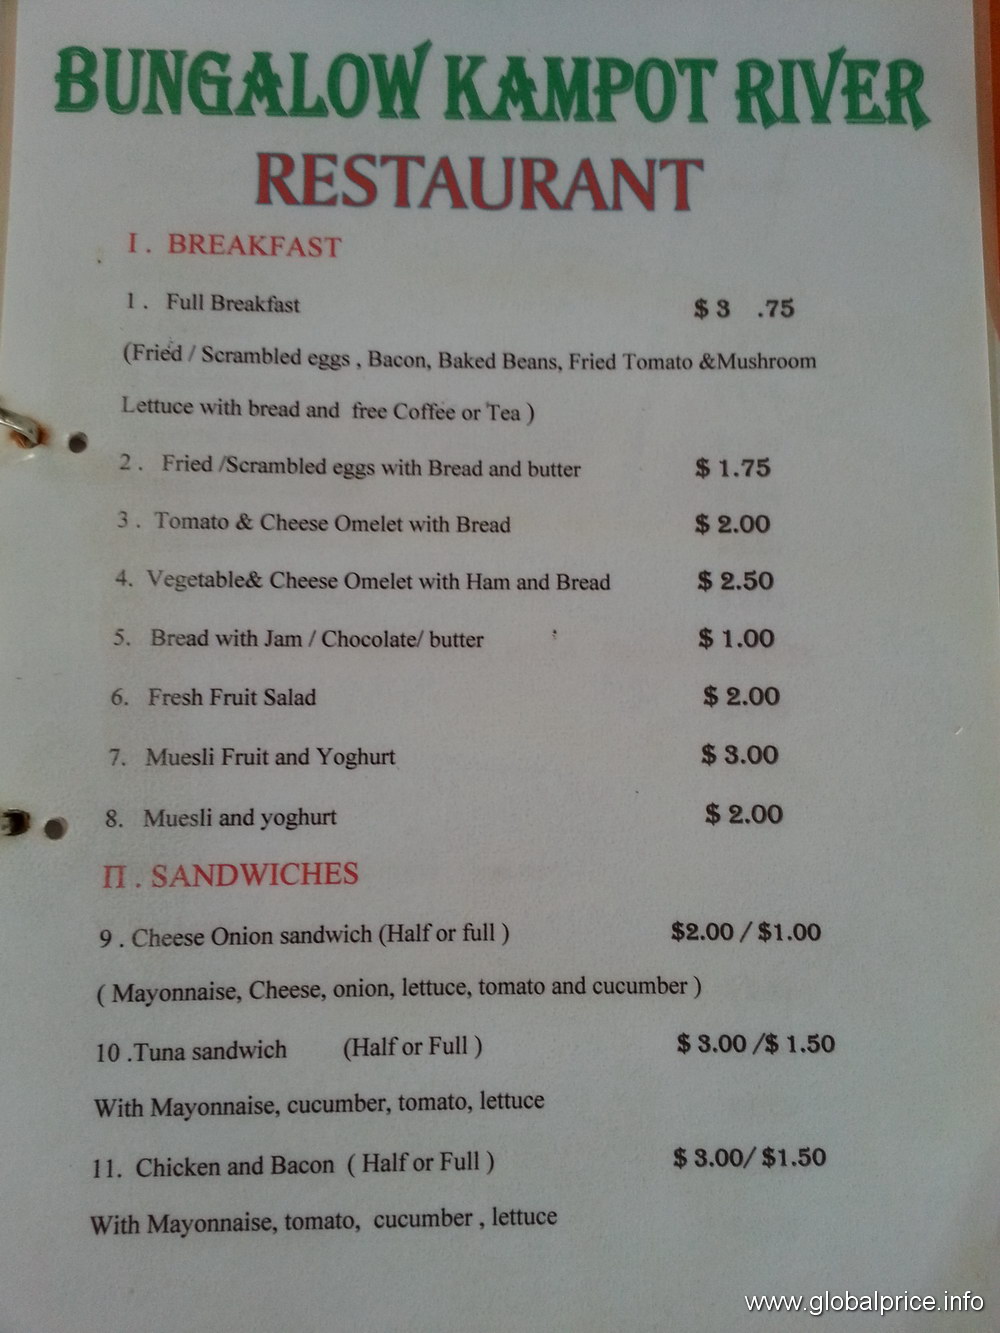 BUNGALOW KAMPOT RIVER
RESTAURANT
I . BREAKFAST
1 . Full Breakfast $ 3 .75
(Fried / Scrambled eggs , Bacon, Baked Beans, Fried Tomato &Mushroom
Lettuce with bread and free Coffee or Tea )
2 . Fried /Scrambled eggs with Bread and butter $ 1.75
3 . Tomato & Cheese Omelet with Bread $ 2.00
4. Vegetable& Cheese Omelet with Ham and Bread $ 2.50
5. Bread with Jam / Chocolate/ butter $ 1.00
6. Fresh Fruit Salad $ 2.00
7. Muesli Fruit and Yoghurt $ 3.00
8. Muesli and yoghurt $ 2.00
II . SANDWICHES
9 . Cheese Onion sandwich (Half or full ) $2.00 / $1.00
( Mayonnaise, Cheese, onion, lettuce, tomato and cucumber )
10 .Tuna sandwich (Half or Full ) $ 3.00 /$ 1.50
With Mayonnaise, cucumber, tomato, lettuce
11. Chicken and Bacon ( Half or Full ) $ 3.00/ $1.50
With Mayonnaise, tomato, cucumber , lettuce
www.globalprice.info